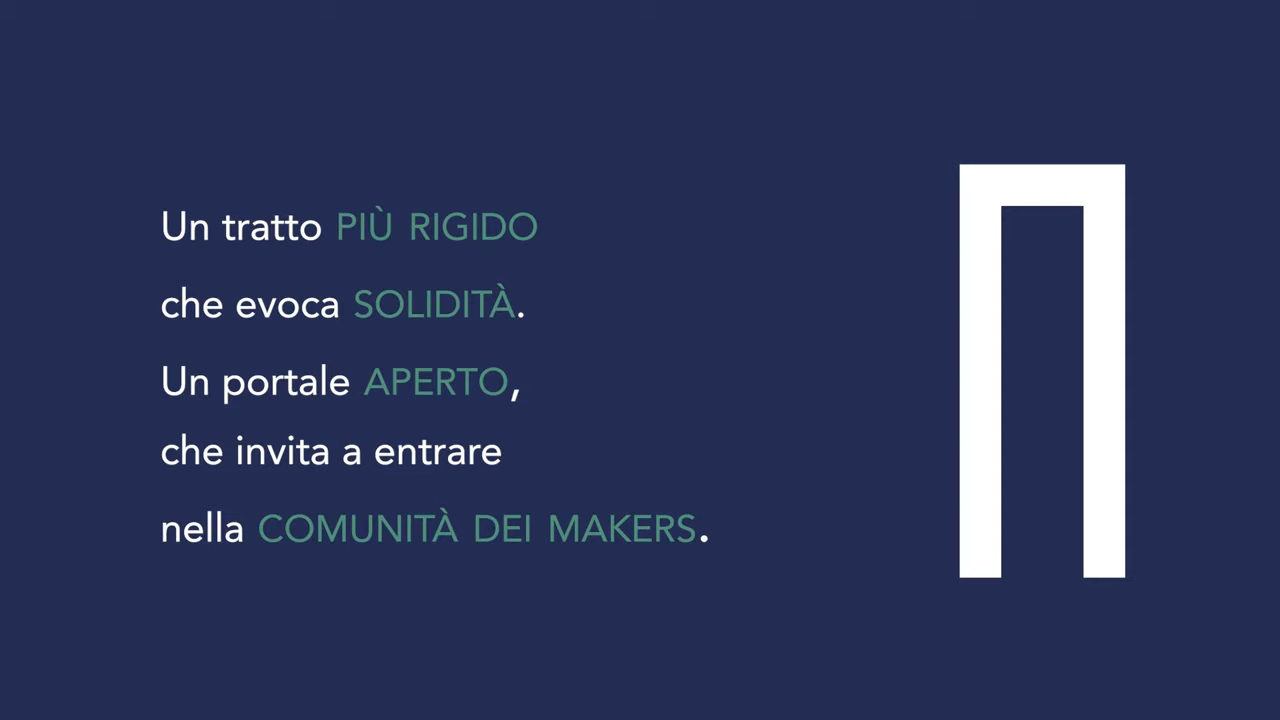 Un tratto PIÙ RIGIDO
che evoca SOLIDITÀ.
Un portale APERTO,
che invita a entrare
nella COMUNITÀ DEI MAKERS.